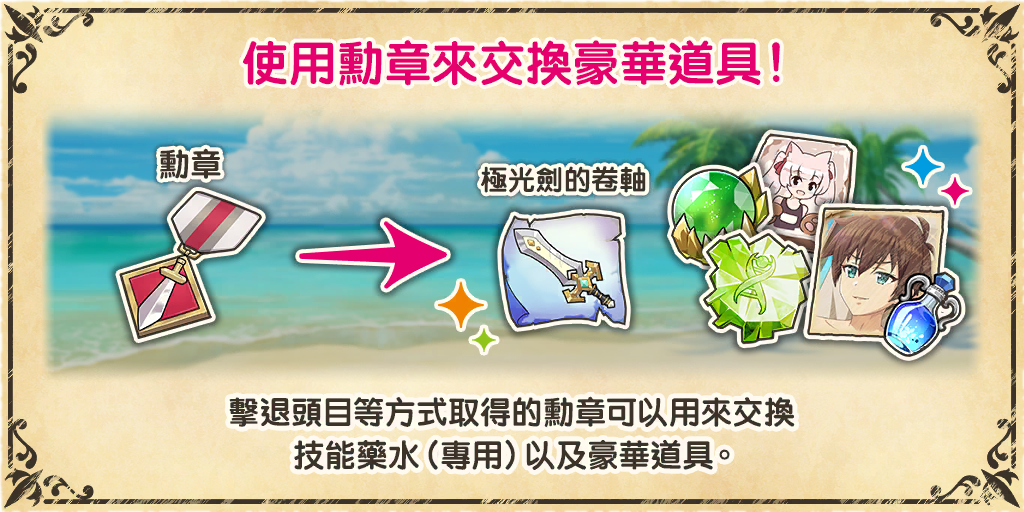 使用勳章來交換豪華道具！
勳章
極光劍的卷軸
擊退頭目等方式取得的勳章可以用來交換
技能藥水（專用）以及豪華道具。